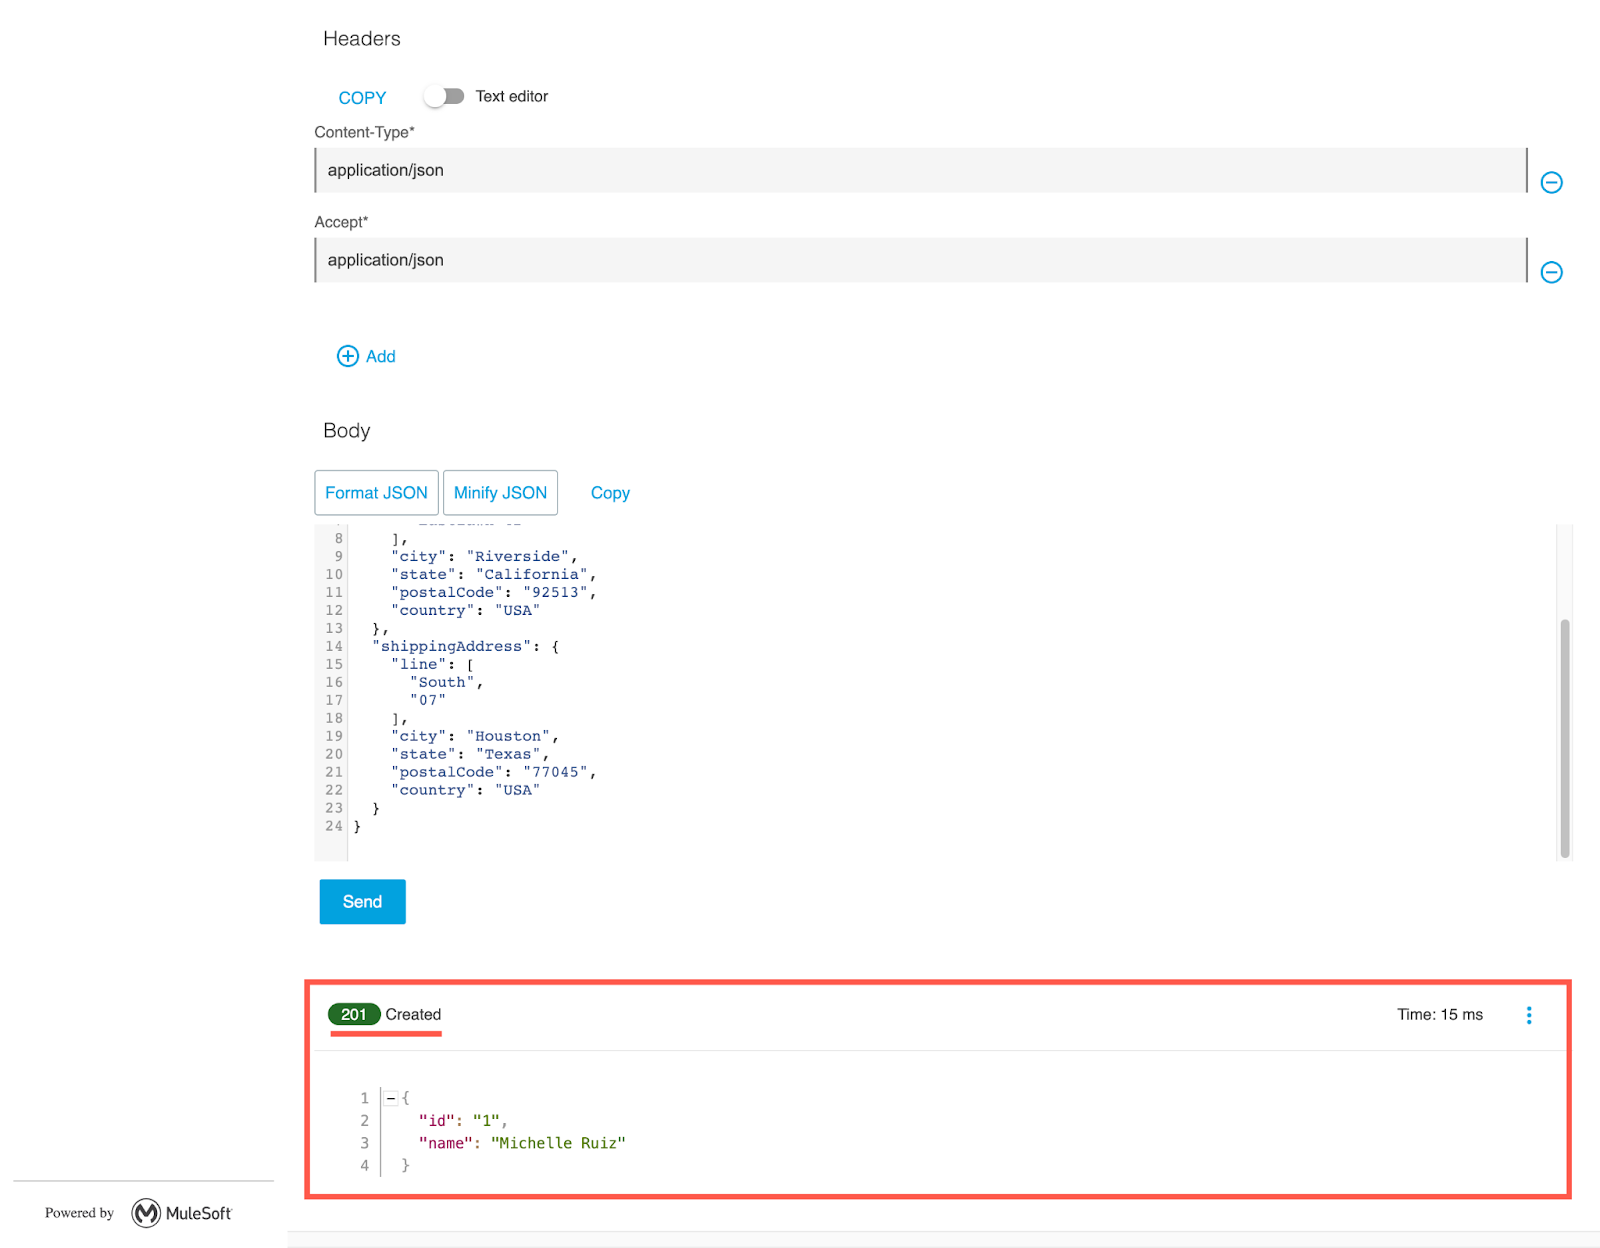 Headers
COPY Text editor
Content-Type*
application/json
Accept*
application/json
Add
Body
Format JSON Minify JSON Copy
8 ],
9 "city": "Riverside",
10 "state": "California",
11 "postalCode": "92513",
12 "country": "USA"
13 },
14 "shippingAddress": {
15 "line": [
16 "South",
17 "07"
18 ],
19 "city": "Houston",
20 "state": "Texas",
21 "postalCode": "77045",
22 "country": "USA"
23 }
24 }
Send
201 Created Time: 15 ms
1 {
2 "id": "1",
3 "name": "Michelle Ruiz"
4 }
Powered by MuleSoft